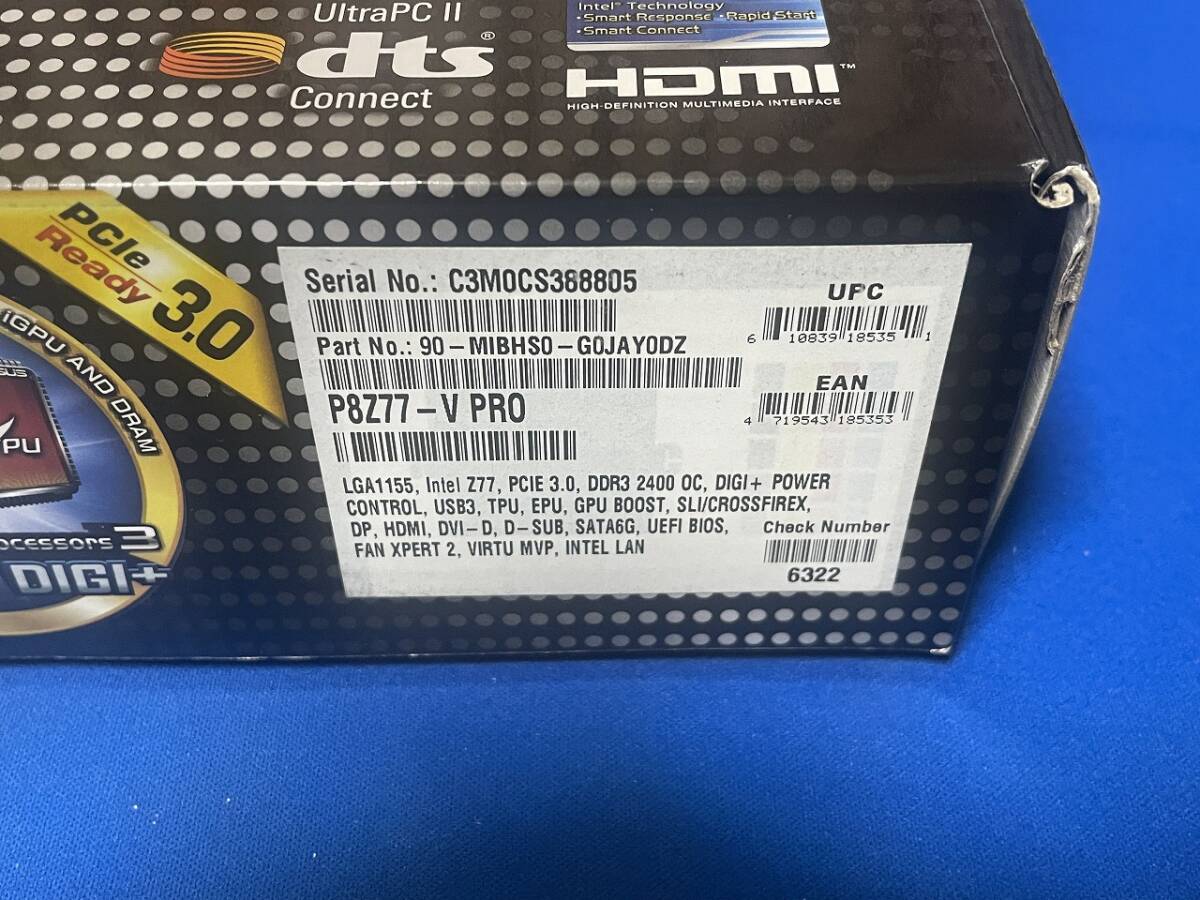 UltraPC II
dts®
Connect
Intel® Technology
·Smart Response ·Rapid Start
·Smart Connect
HDMI™
HIGH-DEFINITION MULTIMEDIA INTERFACE
PCIe
Ready
3.0
iGPU AND DRAM
PU
ocessors 3
DIGI+
Serial No.: C3M0CS388805
UPC
6 10839 18535 1
Part No.: 90-MIBHS0-G0JAY0DZ
EAN
4 719543 185353
P8Z77-V PRO
LGA1155, Intel Z77, PCIE 3.0, DDR3 2400 OC, DIGI+ POWER
CONTROL, USB3, TPU, EPU, GPU BOOST, SLI/CROSSFIREX,
DP, HDMI, DVI-D, D-SUB, SATA6G, UEFI BIOS,
FAN XPERT 2, VIRTU MVP, INTEL LAN
Check Number
6322